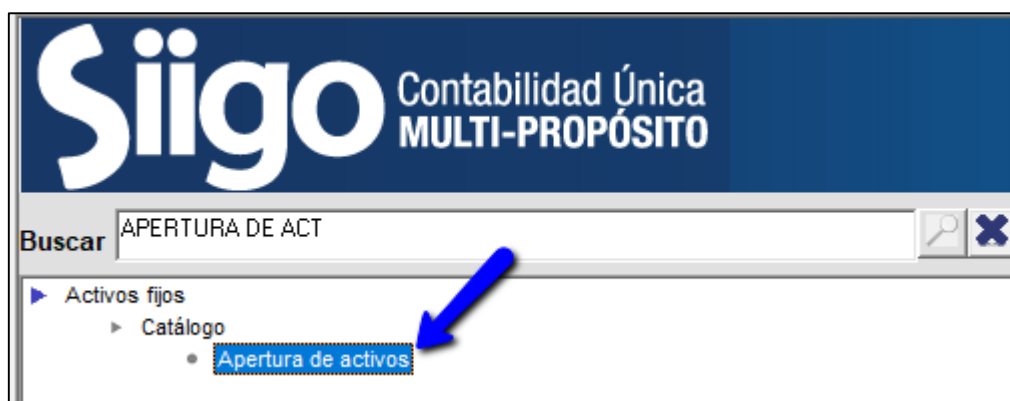 Siigo Contabilidad Única
MULTI-PROPÓSITO
Buscar APERTURA DE ACT
Activos fijos
Catálogo
Apertura de activos